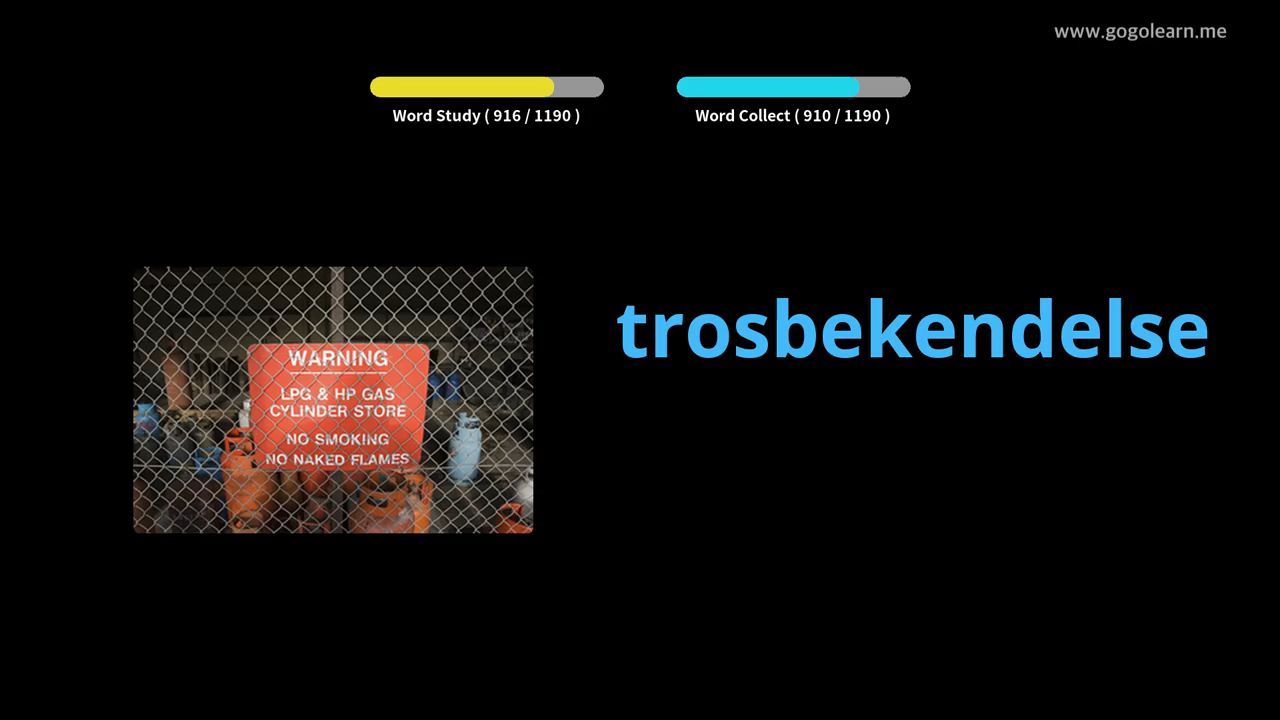 www.gogolearn.me
Word Study ( 916 / 1190 )
Word Collect ( 910 / 1190 )
trosbekendelse
WARNING
LPG & HP GAS
CYLINDER STORE
NO SMOKING
NO NAKED FLAMES